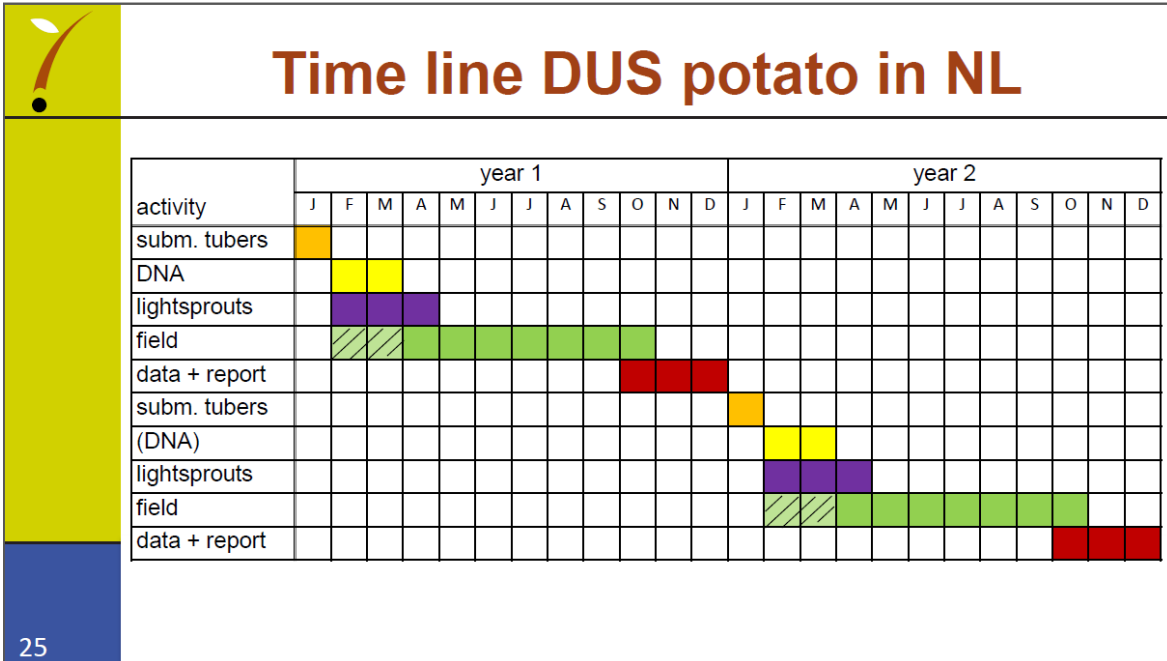 Time line DUS potato in NL
year 1 year 2
activity J F M A M J J A S O N D J F M A M J J A S O N D
subm. tubers
DNA
lightsprouts
field
data + report
subm. tubers
(DNA)
lightsprouts
field
data + report
25